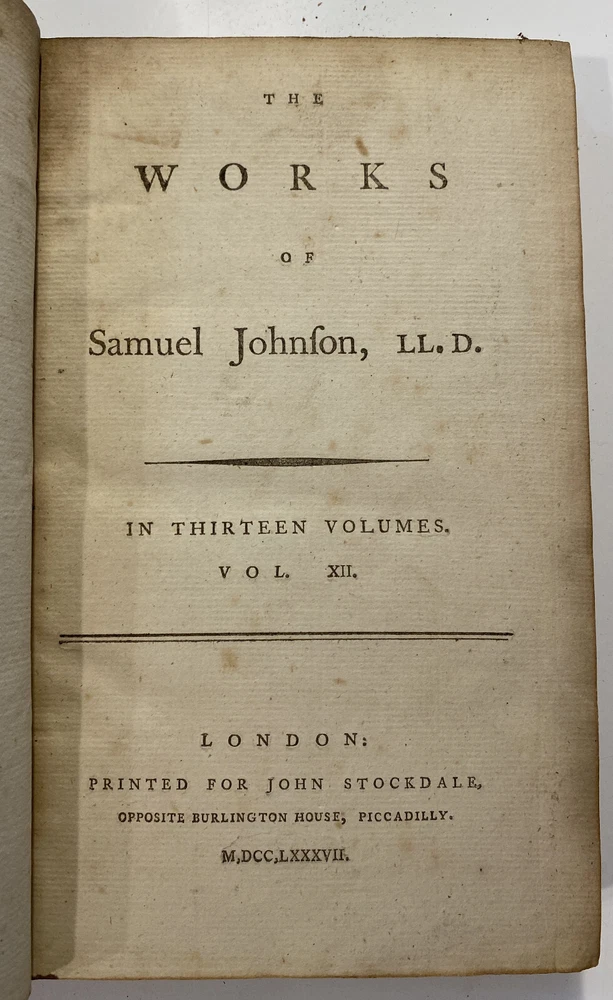 THE
WORKS
OF
Samuel Johnſon, LL.D.
IN THIRTEEN VOLUMES.
VOL. XII.
LONDON:
PRINTED FOR JOHN STOCKDALE,
OPPOSITE BURLINGTON HOUSE, PICCADILLY.
M,DCC,LXXXVII.